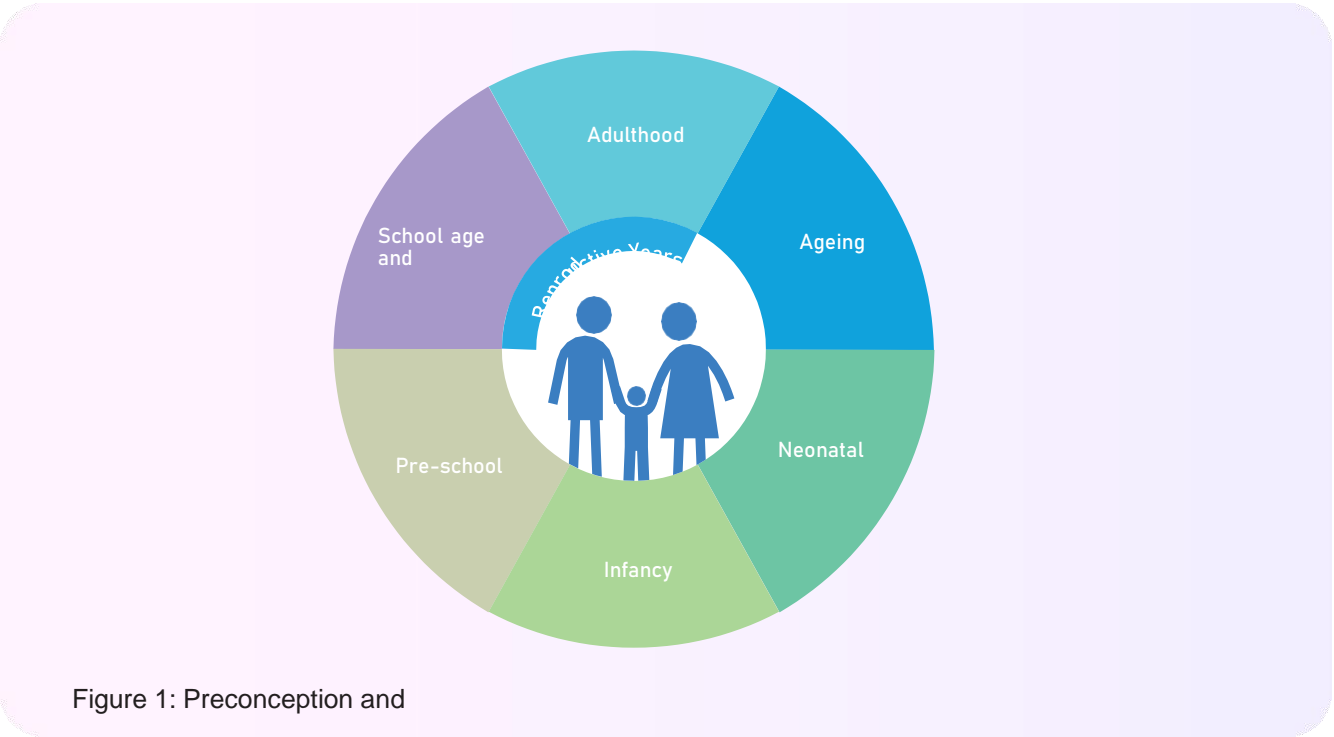 Adulthood
School age
and
Ageing
Reproductive Years
Pre-school
Neonatal
Infancy
Figure 1: Preconception and